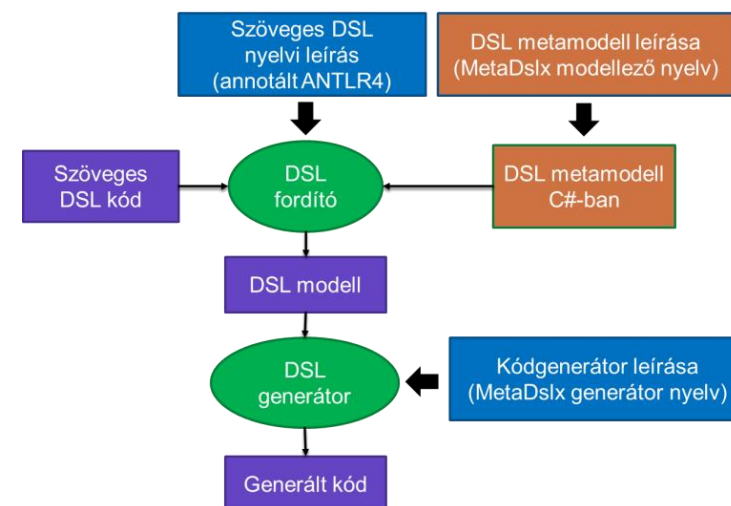 Szöveges DSL
nyelvi leírás
(annotált ANTLR4)
DSL metamodell leírása
(MetaDslx modellező nyelv)
Szöveges
DSL kód
DSL
fordító
DSL metamodell
C#-ban
DSL modell
DSL
generátor
Kódgenerátor leírása
(MetaDslx generátor nyelv)
Generált kód